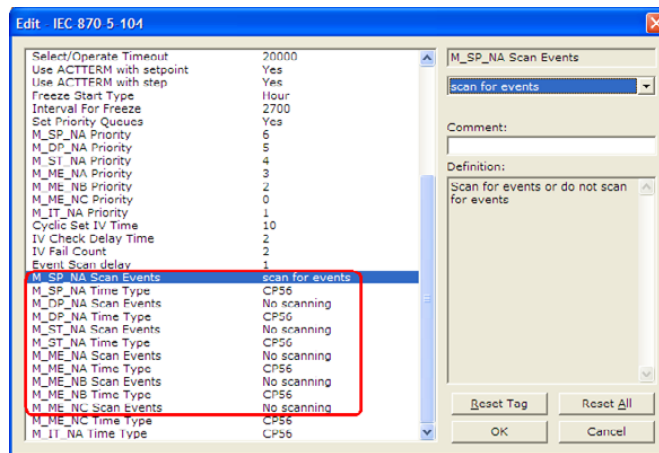 Edit - IEC 870-5-104
Select/Operate Timeout 20000
Use ACTTERM with setpoint Yes
Use ACTTERM with step Yes
Freeze Start Type Hour
Interval For Freeze 2700
Set Priority Queues Yes
M_SP_NA Priority 6
M_DP_NA Priority 5
M_ST_NA Priority 4
M_ME_NA Priority 3
M_ME_NB Priority 2
M_ME_NC Priority 0
M_IT_NA Priority 1
Cyclic Set IV Time 10
IV Check Delay Time 2
IV Fail Count 2
Event Scan delay 1
M_SP_NA Scan Events scan for events
M_SP_NA Time Type CP56
M_DP_NA Scan Events No scanning
M_DP_NA Time Type CP56
M_ST_NA Scan Events No scanning
M_ST_NA Time Type CP56
M_ME_NA Scan Events No scanning
M_ME_NA Time Type CP56
M_ME_NB Scan Events No scanning
M_ME_NB Time Type CP56
M_ME_NC Scan Events No scanning
M_ME_NC Time Type CP56
M_IT_NA Time Type CP56
M_SP_NA Scan Events
scan for events
Comment:
Definition:
Scan for events or do not scan
for events
Reset Tag Reset All
OK Cancel